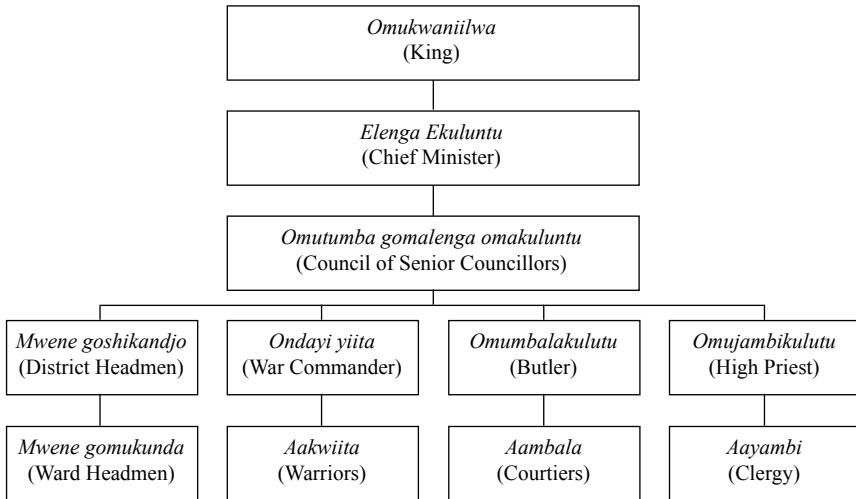 Omukwaniilwa
(King)
Elenga Ekuluntu
(Chief Minister)
Omutumba gomalenga omakuluntu
(Council of Senior Councillors)
Mwene goshikandjo
(District Headmen)
Ondayi yiita
(War Commander)
Omumbalakulutu
(Butler)
Omujambikulutu
(High Priest)
Mwene gomukunda
(Ward Headmen)
Aakwiita
(Warriors)
Aambala
(Courtiers)
Aayambi
(Clergy)